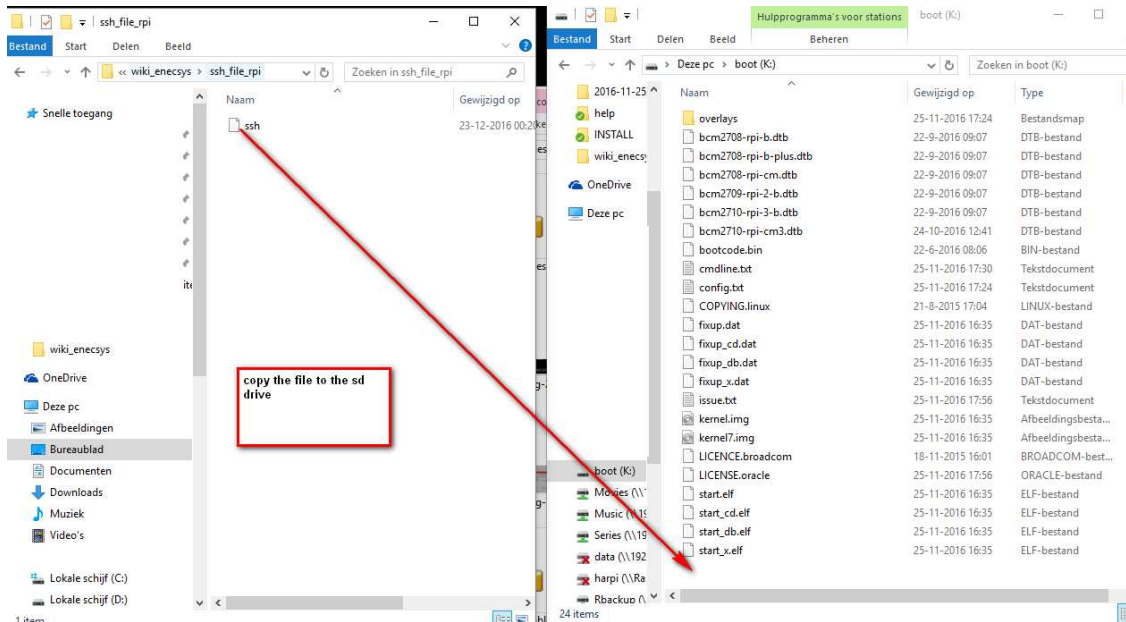 ssh_file_rpi
Bestand Start Delen Beeld
« wiki_enecsys › ssh_file_rpi
Zoeken in ssh_file_rpi
Snelle toegang
wiki_enecsys
OneDrive
Deze pc
Afbeeldingen
Bureaublad
Documenten
Downloads
Muziek
Video's
Lokale schijf (C:)
Lokale schijf (D:)
1 item
Naam Gewijzigd op
ssh 23-12-2016 00:2
copy the file to the sd
drive
Hulpprogramma's voor stations boot (K:)
Bestand Start Delen Beeld Beheren
› Deze pc › boot (K:)
Zoeken in boot (K:)
2016-11-25
help
INSTALL
wiki_enecsy
OneDrive
Deze pc
boot (K:)
Movies (\\1
Music (\\19
Series (\\19
data (\\192
harpi (\\Ra
Rbackup (\
24 items
Naam Gewijzigd op Type
overlays 25-11-2016 17:24 Bestandsmap
bcm2708-rpi-b.dtb 22-9-2016 09:07 DTB-bestand
bcm2708-rpi-b-plus.dtb 22-9-2016 09:07 DTB-bestand
bcm2708-rpi-cm.dtb 22-9-2016 09:07 DTB-bestand
bcm2709-rpi-2-b.dtb 22-9-2016 09:07 DTB-bestand
bcm2710-rpi-3-b.dtb 22-9-2016 09:07 DTB-bestand
bcm2710-rpi-cm3.dtb 24-10-2016 12:41 DTB-bestand
bootcode.bin 22-6-2016 08:06 BIN-bestand
cmdline.txt 25-11-2016 17:30 Tekstdocument
config.txt 25-11-2016 17:24 Tekstdocument
COPYING.linux 21-8-2015 17:04 LINUX-bestand
fixup.dat 25-11-2016 16:35 DAT-bestand
fixup_cd.dat 25-11-2016 16:35 DAT-bestand
fixup_db.dat 25-11-2016 16:35 DAT-bestand
fixup_x.dat 25-11-2016 16:35 DAT-bestand
issue.txt 25-11-2016 17:56 Tekstdocument
kernel.img 25-11-2016 16:35 Afbeeldingsbesta...
kernel7.img 25-11-2016 16:35 Afbeeldingsbesta...
LICENCE.broadcom 18-11-2015 16:01 BROADCOM-best...
LICENSE.oracle 25-11-2016 17:56 ORACLE-bestand
start.elf 25-11-2016 16:35 ELF-bestand
start_cd.elf 25-11-2016 16:35 ELF-bestand
start_db.elf 25-11-2016 16:35 ELF-bestand
start_x.elf 25-11-2016 16:35 ELF-bestand